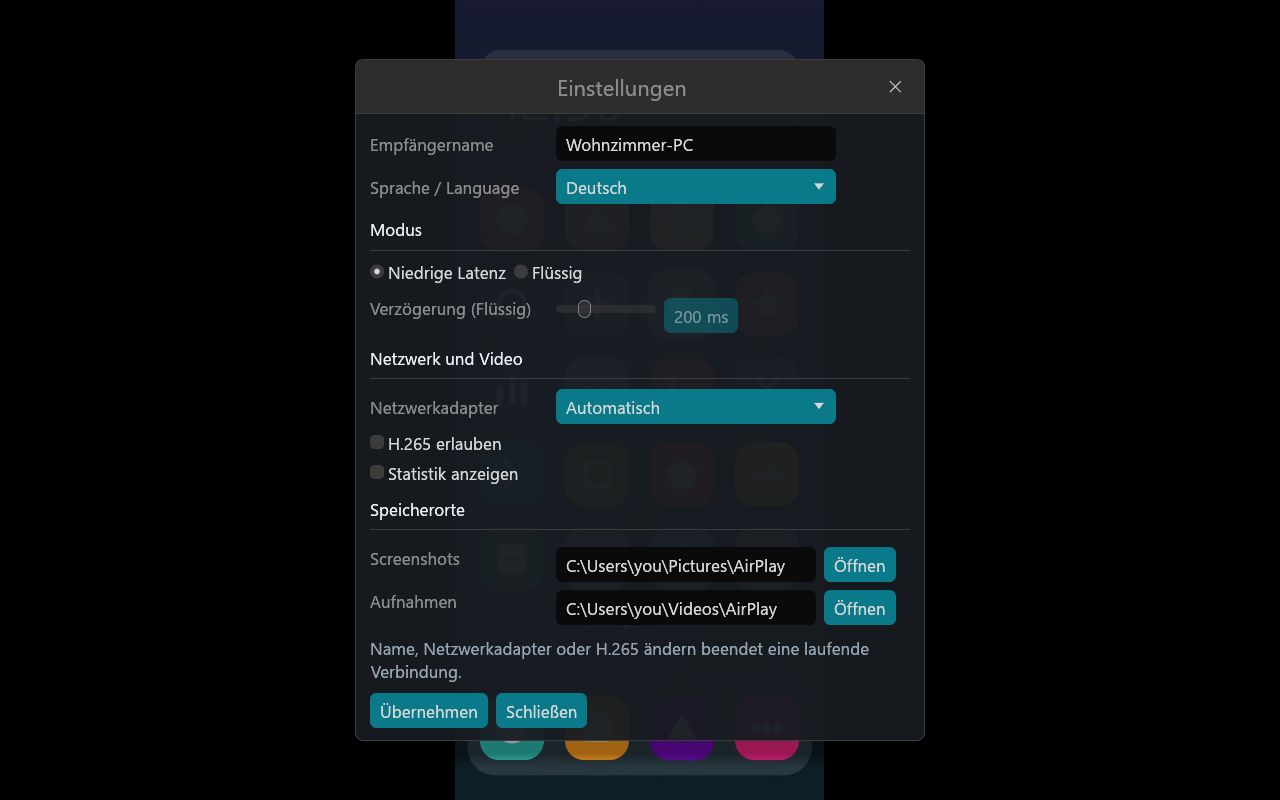 Einstellungen
Empfängername
Wohnzimmer-PC
Sprache / Language
Deutsch
Modus
Niedrige Latenz
Flüssig
Verzögerung (Flüssig)
200 ms
Netzwerk und Video
Netzwerkadapter
Automatisch
H.265 erlauben
Statistik anzeigen
Speicherorte
Screenshots
C:\Users\you\Pictures\AirPlay
Öffnen
Aufnahmen
C:\Users\you\Videos\AirPlay
Öffnen
Name, Netzwerkadapter oder H.265 ändern beendet eine laufende
Verbindung.
Übernehmen
Schließen